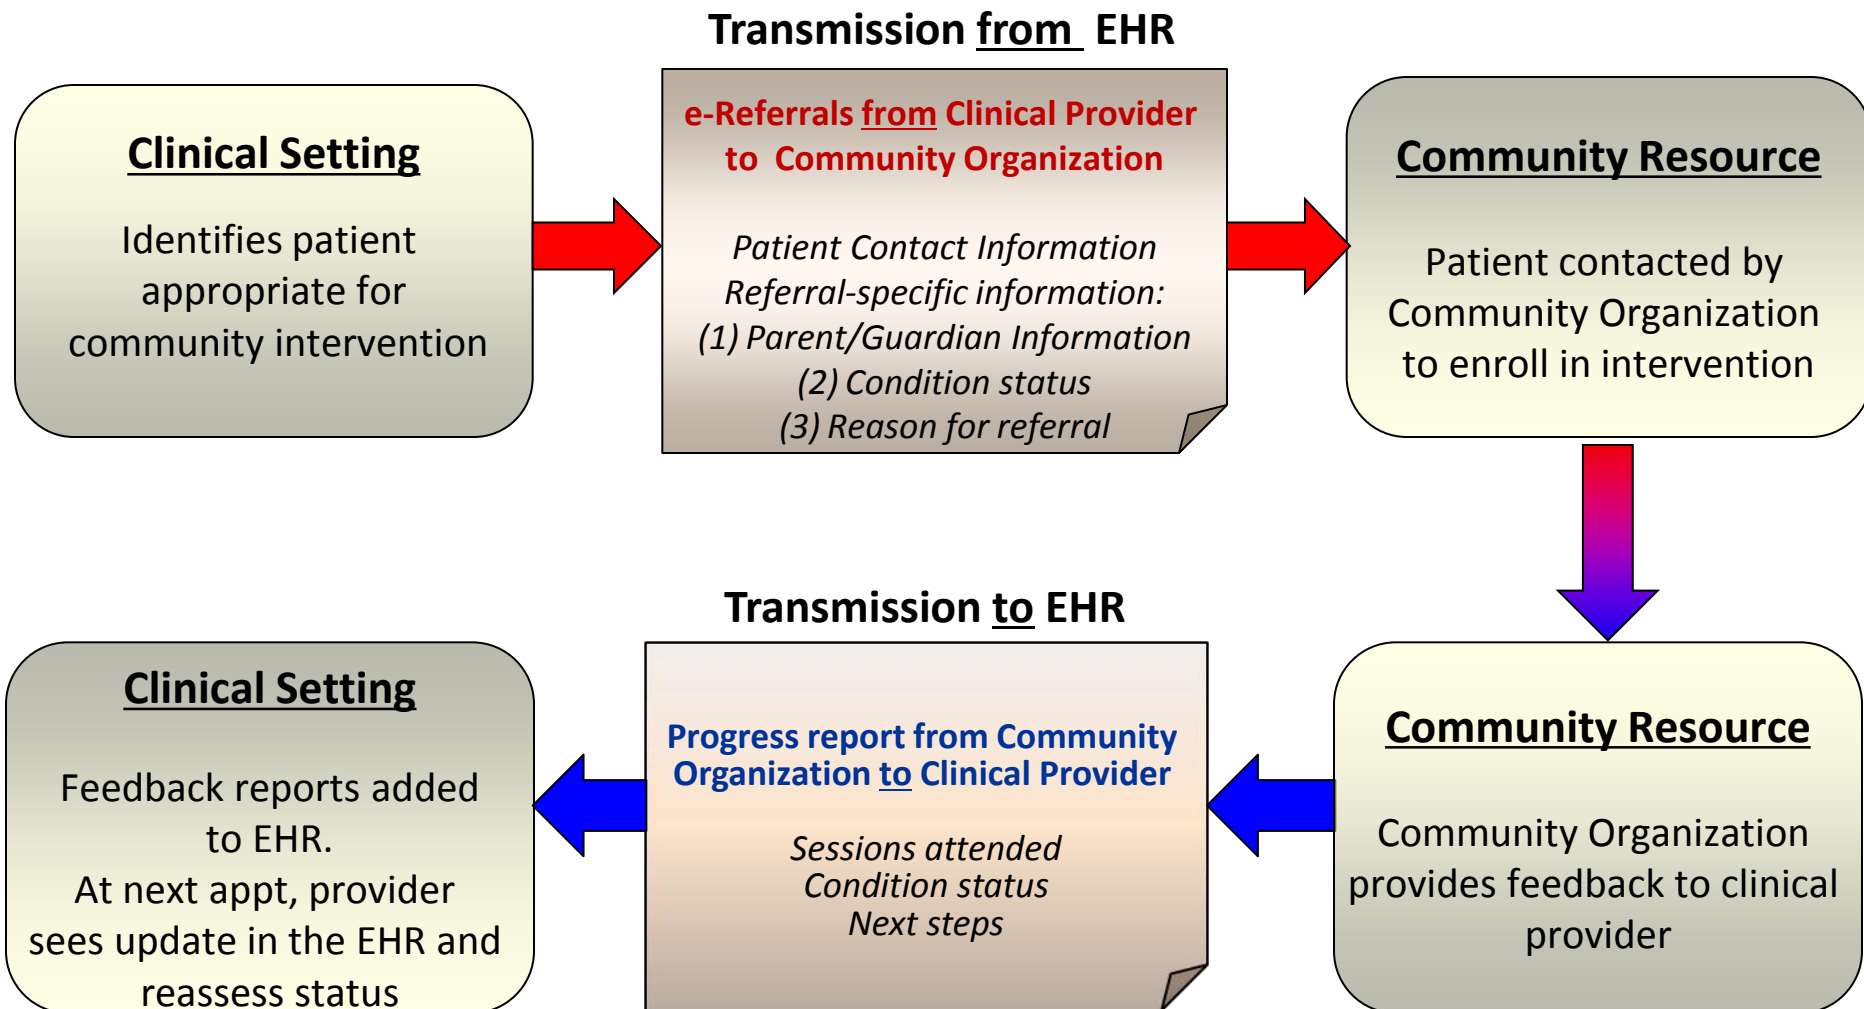 Transmission from EHR
Clinical Setting
Identifies patient
appropriate for
community intervention
e-Referrals from Clinical Provider
to Community Organization
Patient Contact Information
Referral-specific information:
(1) Parent/Guardian Information
(2) Condition status
(3) Reason for referral
Community Resource
Patient contacted by
Community Organization
to enroll in intervention
Transmission to EHR
Community Resource
Community Organization
provides feedback to clinical
provider
Progress report from Community
Organization to Clinical Provider
Sessions attended
Condition status
Next steps
Clinical Setting
Feedback reports added
to EHR.
At next appt, provider
sees update in the EHR and
reassess status